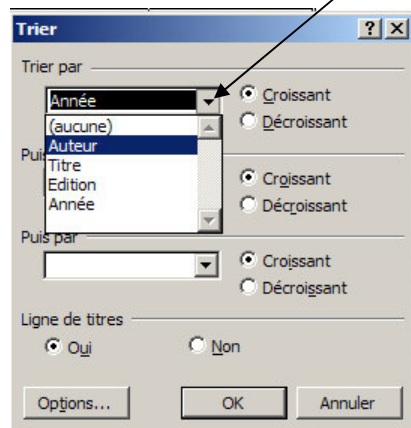 Trier
Trier par
Année
Croissant
Décroissant
(aucune)
Auteur
Titre
Edition
Année
Croissant
Décroissant
Puis par
Croissant
Décroissant
Ligne de titres
Oui Non
Options... OK Annuler